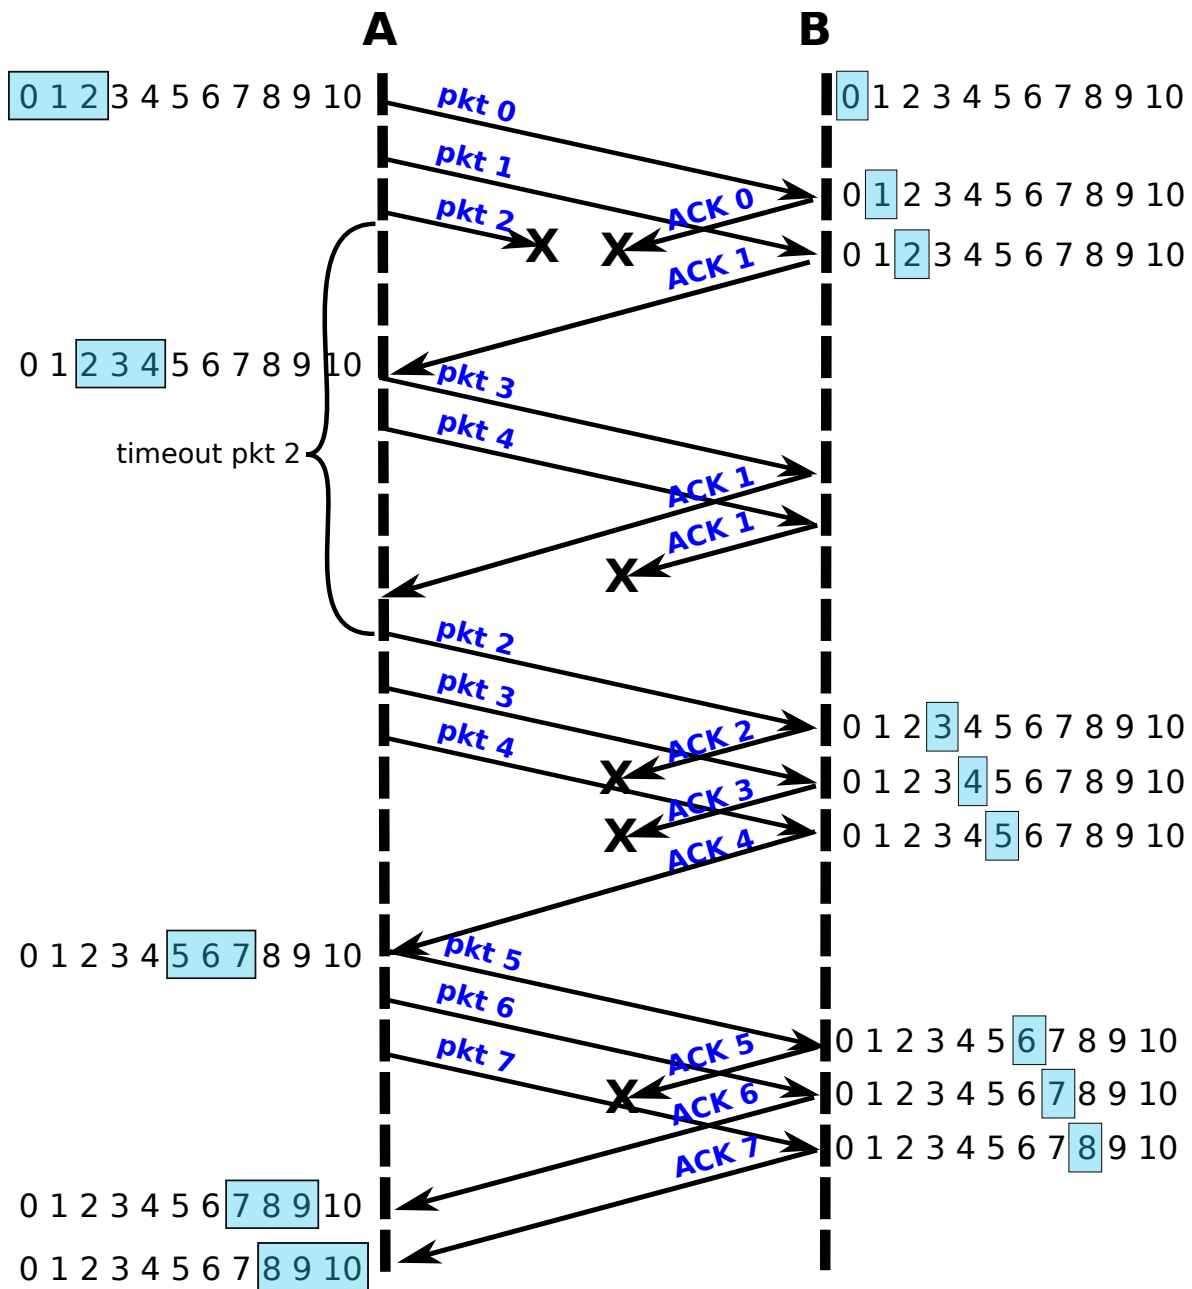 A B
0 1 2 3 4 5 6 7 8 9 10
pkt 0
0 1 2 3 4 5 6 7 8 9 10
pkt 1
pkt 2
ACK 0
0 1 2 3 4 5 6 7 8 9 10
X X
ACK 1
0 1 2 3 4 5 6 7 8 9 10
0 1 2 3 4 5 6 7 8 9 10
pkt 3
pkt 4
timeout pkt 2
ACK 1
ACK 1
X
pkt 2
pkt 3
pkt 4
ACK 2
0 1 2 3 4 5 6 7 8 9 10
X
ACK 3
0 1 2 3 4 5 6 7 8 9 10
X
ACK 4
0 1 2 3 4 5 6 7 8 9 10
0 1 2 3 4 5 6 7 8 9 10
pkt 5
pkt 6
pkt 7
ACK 5
0 1 2 3 4 5 6 7 8 9 10
X
ACK 6
0 1 2 3 4 5 6 7 8 9 10
ACK 7
0 1 2 3 4 5 6 7 8 9 10
0 1 2 3 4 5 6 7 8 9 10
0 1 2 3 4 5 6 7 8 9 10